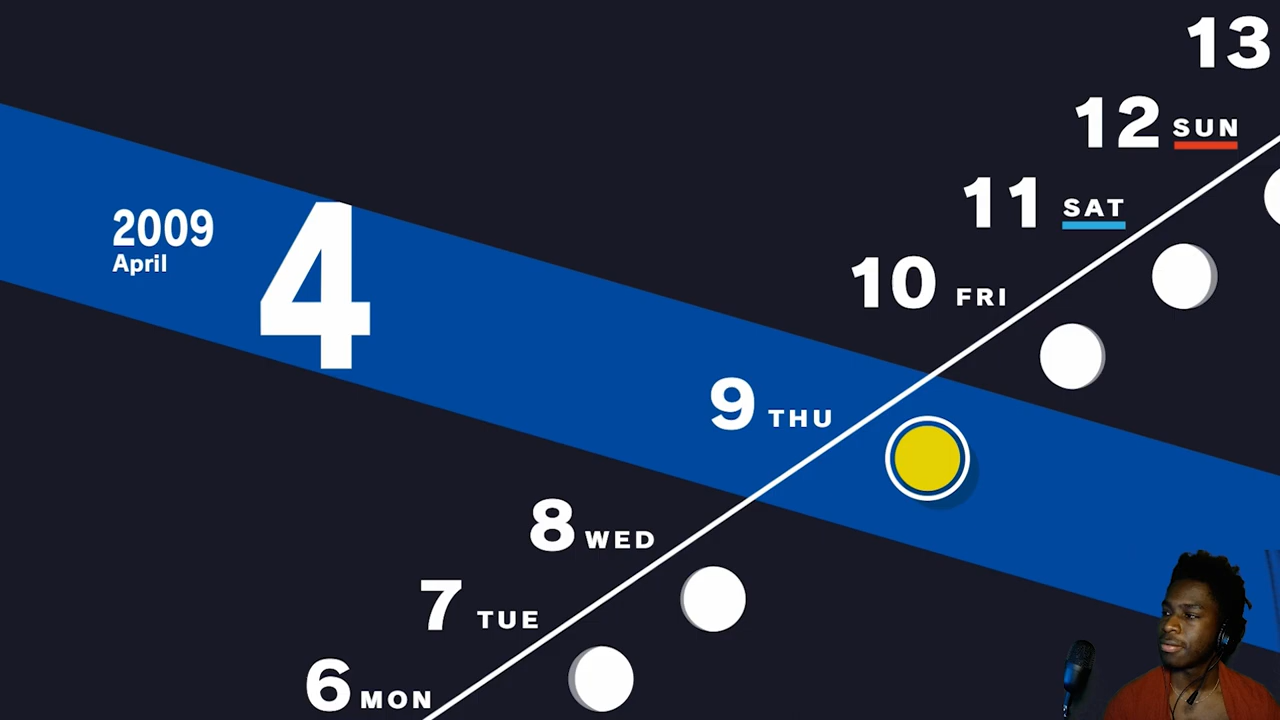 13
12 SUN
11 SAT
2009
April
4
10 FRI
9 THU
8 WED
7 TUE
6 MON